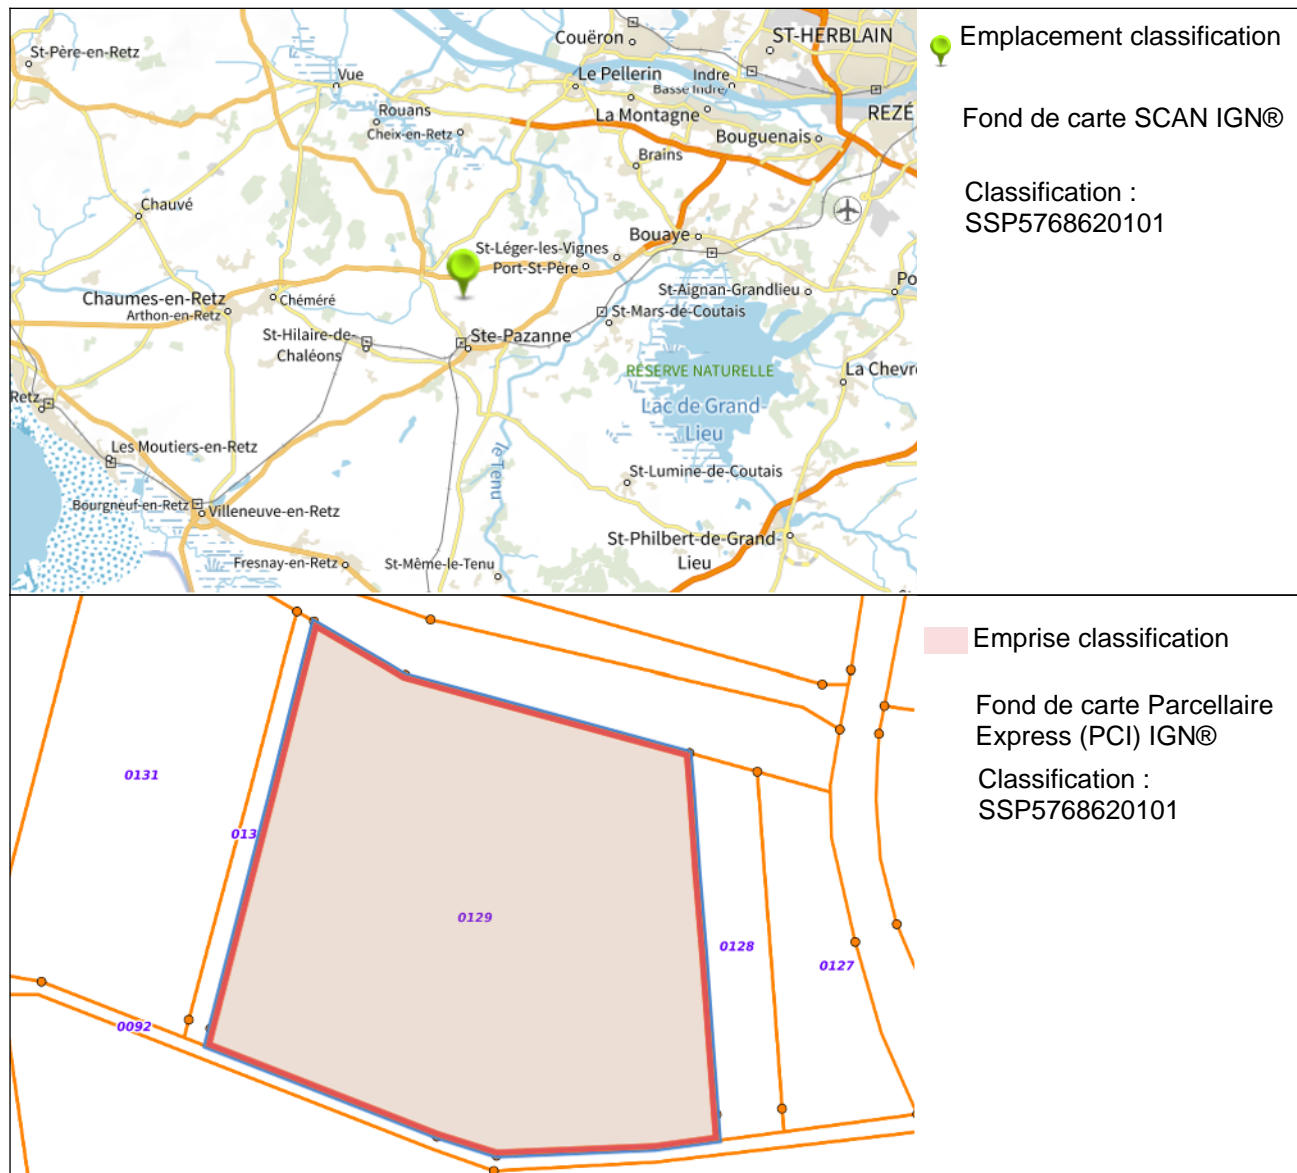 St-Père-en-Retz
Vue
Couëron
ST-HERBLAIN
Le Pellerin
Indre
Basse Indre
Rouans
La Montagne
REZÉ
Cheix-en-Retz
Bouguenais
Brains
Chauvé
Bouaye
St-Léger-les-Vignes
Port-St-Père
Po
St-Aignan-Grandlieu
Chaumes-en-Retz
Chéméré
Arthon-en-Retz
St-Mars-de-Coutais
St-Hilaire-de-
Chaléons
Ste-Pazanne
RÉSERVE NATURELLE
La Chevr
Retz
Lac de Grand-
Lieu
Les Moutiers-en-Retz
le Tenu
St-Lumine-de-Coutais
Bourgneuf-en-Retz
Villeneuve-en-Retz
St-Philbert-de-Grand-
Lieu
Fresnay-en-Retz
St-Même-le-Tenu
Emplacement classification
Fond de carte SCAN IGN®
Classification :
SSP5768620101
0131
013
0129
0128
0127
0092
Emprise classification
Fond de carte Parcellaire
Express (PCI) IGN®
Classification :
SSP5768620101